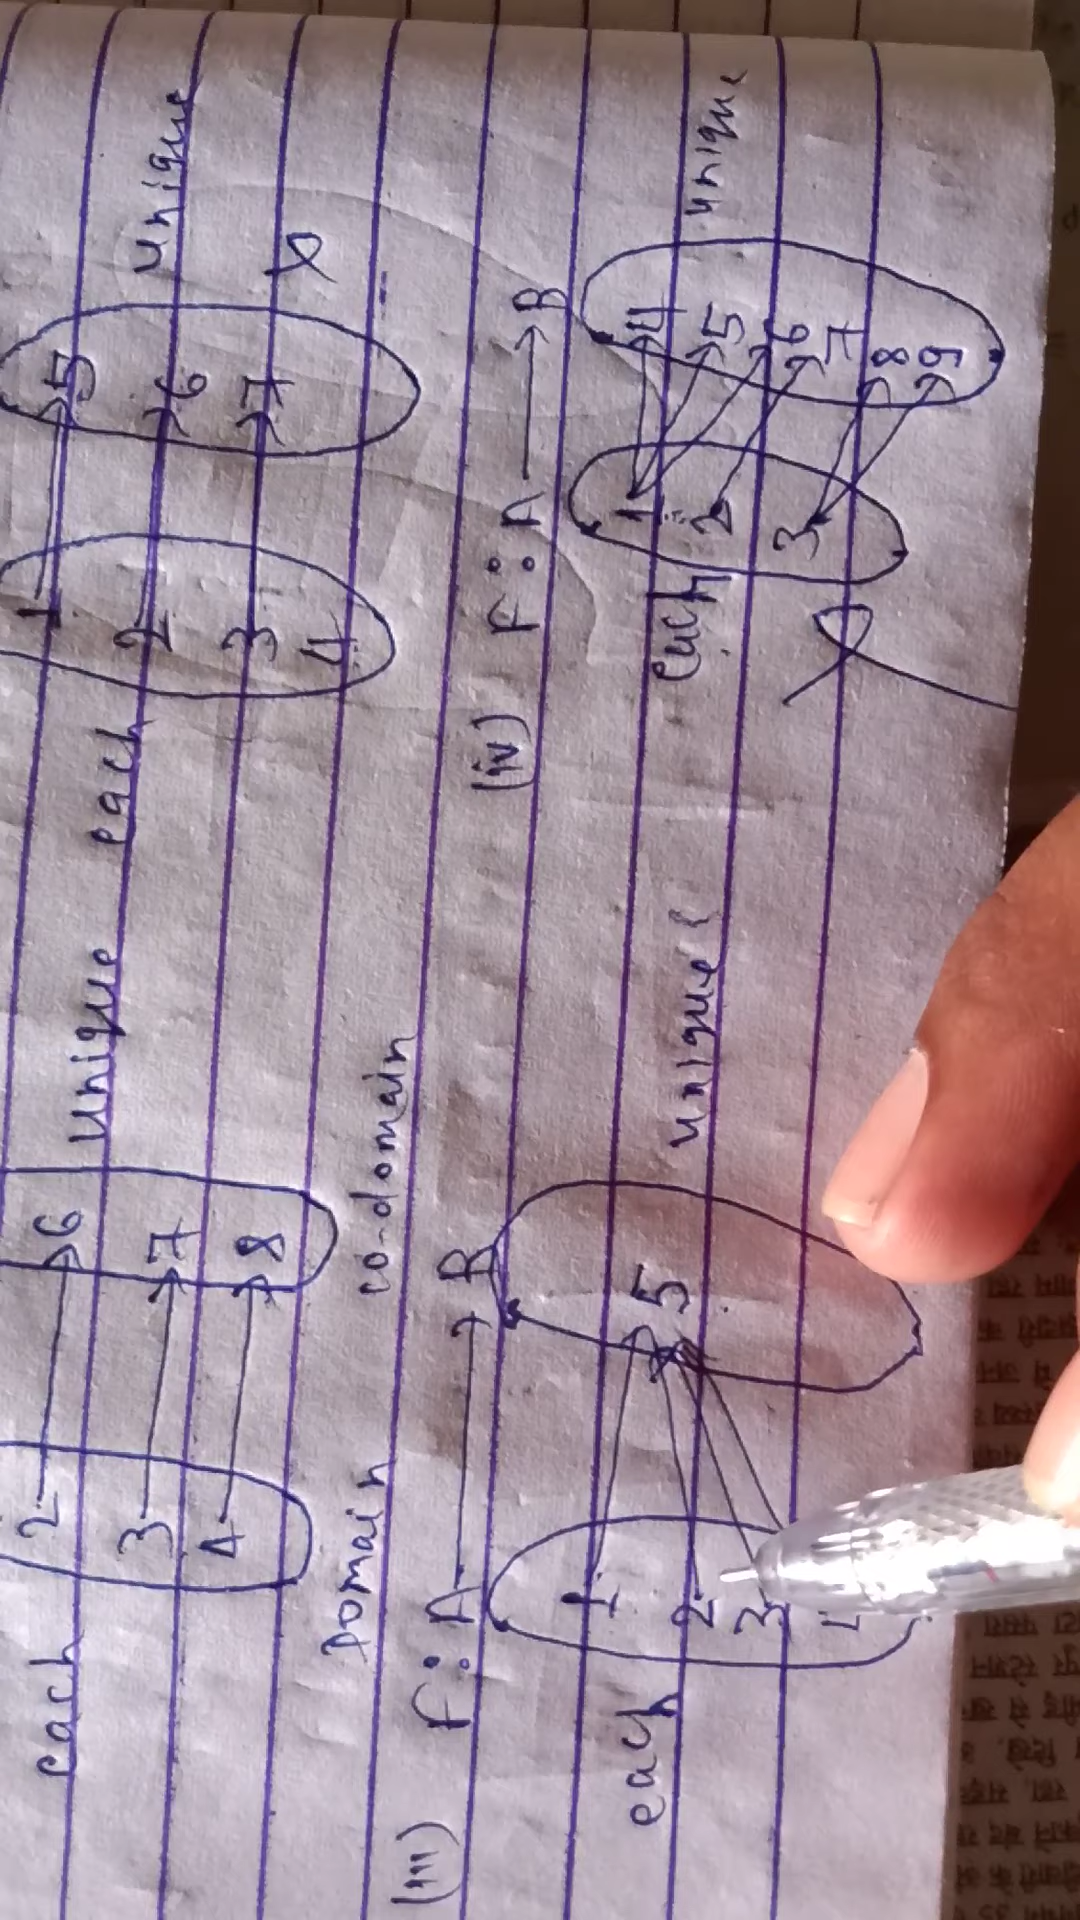 each 2 6 unique each 1 5 unique
3 7 2 6
4 8 3 7
4
Domain co-domain
(iii) F : A B (iv) F : A → B
each 1 5 unique each 1 4 unique
2 2 5
3 3 6
4 7
8
9